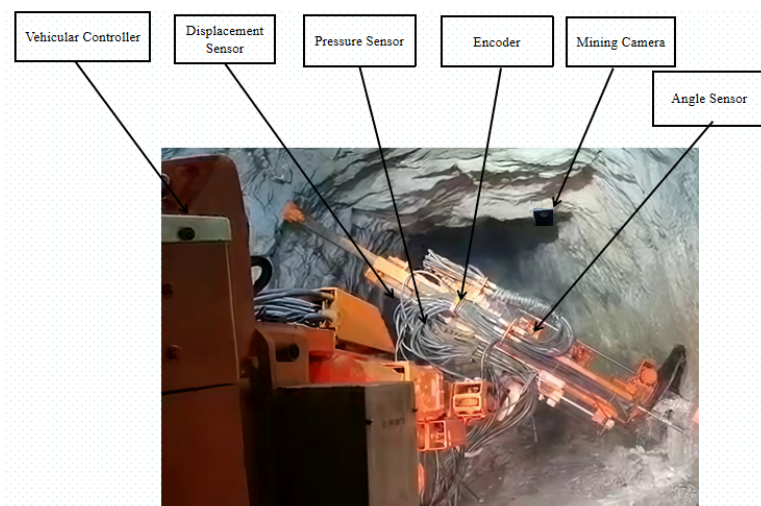 Vehicular Controller
Displacement
Sensor
Pressure Sensor
Encoder
Mining Camera
Angle Sensor